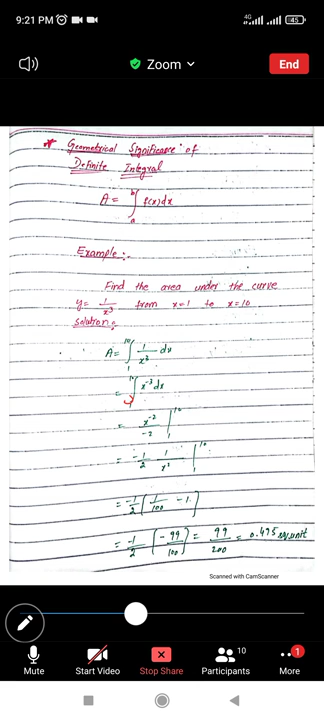 9:21 PM
4G
45
Zoom
End
* Geometrical Significance of
Definite Integral
A = ∫ₐᵇ f(x)dx
Example:-
Find the area under the curve
y = 1/x³ from x=1 to x=10
Solution:
A = ∫₁¹⁰ 1/x³ dx
= ∫₁¹⁰ x⁻³ dx
= x⁻²/-2 |₁¹⁰
= -1/2 1/x² |₁¹⁰
= -1/2 (1/100 - 1)
= -1/2 (-99/100) = 99/200 = 0.495 sq unit
Scanned with CamScanner
10
1
Mute Start Video Stop Share Participants More